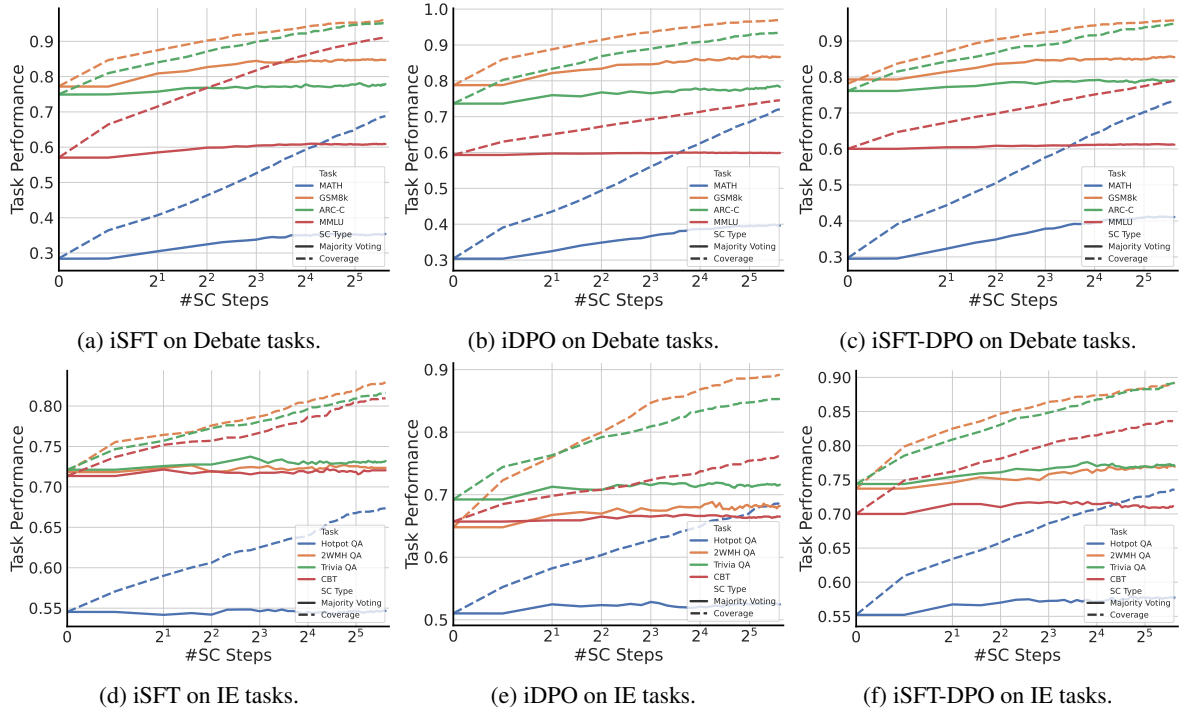 Task Performance
0.9
0.8
0.7
0.6
0.5
0.4
0.3
0
2^1
2^2
2^3
2^4
2^5
#SC Steps
Task
MATH
GSM8k
ARC-C
MMLU
SC Type
Majority Voting
Coverage
(a) iSFT on Debate tasks.
Task Performance
1.0
0.9
0.8
0.7
0.6
0.5
0.4
0.3
0
2^1
2^2
2^3
2^4
2^5
#SC Steps
Task
MATH
GSM8k
ARC-C
MMLU
SC Type
Majority Voting
Coverage
(b) iDPO on Debate tasks.
Task Performance
0.9
0.8
0.7
0.6
0.5
0.4
0.3
0
2^1
2^2
2^3
2^4
2^5
#SC Steps
Task
MATH
GSM8k
ARC-C
MMLU
SC Type
Majority Voting
Coverage
(c) iSFT-DPO on Debate tasks.
Task Performance
0.80
0.75
0.70
0.65
0.60
0.55
0
2^1
2^2
2^3
2^4
2^5
#SC Steps
Task
Hotpot QA
2WMH QA
Trivia QA
CBT
SC Type
Majority Voting
Coverage
(d) iSFT on IE tasks.
Task Performance
0.9
0.8
0.7
0.6
0.5
0
2^1
2^2
2^3
2^4
2^5
#SC Steps
Task
Hotpot QA
2WMH QA
Trivia QA
CBT
SC Type
Majority Voting
Coverage
(e) iDPO on IE tasks.
Task Performance
0.90
0.85
0.80
0.75
0.70
0.65
0.60
0.55
0
2^1
2^2
2^3
2^4
2^5
#SC Steps
Task
Hotpot QA
2WMH QA
Trivia QA
CBT
SC Type
Majority Voting
Coverage
(f) iSFT-DPO on IE tasks.